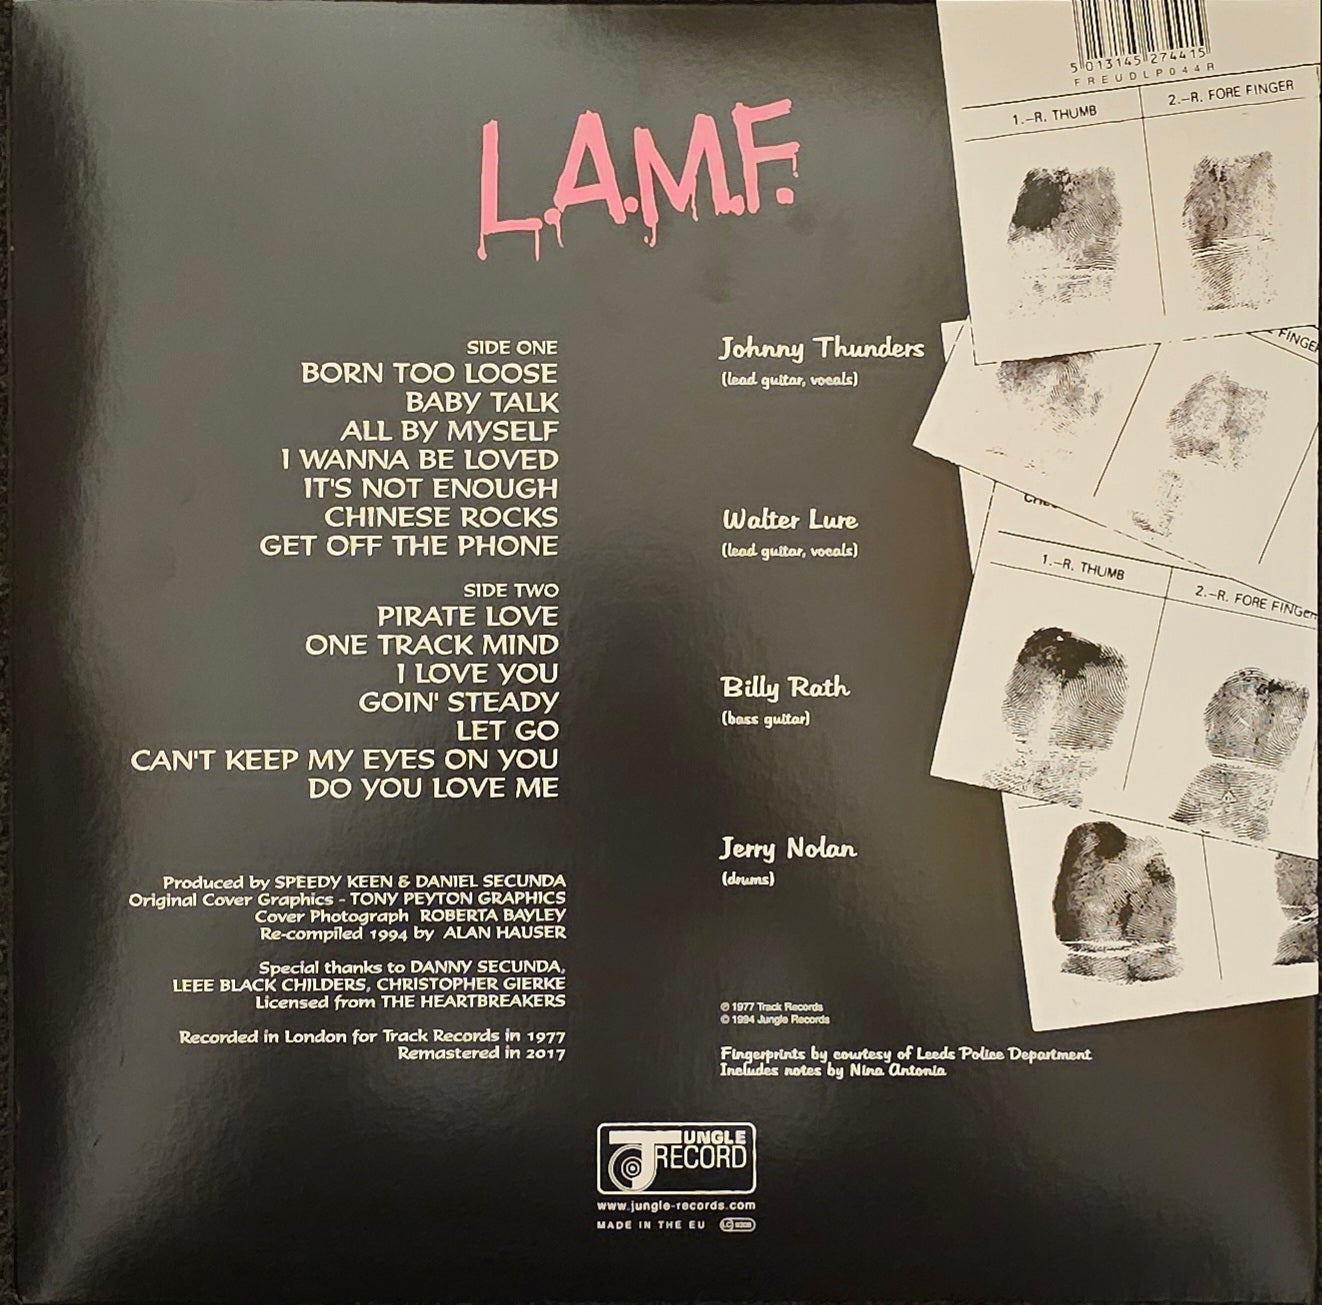 5 013145 274415
FREUDLP044R
1.-R. THUMB
2.-R. FORE FINGER
L.A.M.F.
SIDE ONE
BORN TOO LOOSE
BABY TALK
ALL BY MYSELF
I WANNA BE LOVED
IT'S NOT ENOUGH
CHINESE ROCKS
GET OFF THE PHONE
SIDE TWO
PIRATE LOVE
ONE TRACK MIND
I LOVE YOU
GOIN' STEADY
LET GO
CAN'T KEEP MY EYES ON YOU
DO YOU LOVE ME
Produced by SPEEDY KEEN & DANIEL SECUNDA
Original Cover Graphics - TONY PEYTON GRAPHICS
Cover Photograph ROBERTA BAYLEY
Re-compiled 1994 by ALAN HAUSER
Special thanks to DANNY SECUNDA,
LEEE BLACK CHILDERS, CHRISTOPHER GIERKE
Licensed from THE HEARTBREAKERS
Recorded in London for Track Records in 1977
Remastered in 2017
Johnny Thunders
(lead guitar, vocals)
Walter Lure
(lead guitar, vocals)
Billy Rath
(bass guitar)
Jerry Nolan
(drums)
FINGE
1.-R. THUMB
2.-R. FORE FINGER
℗ 1977 Track Records
© 1994 Jungle Records
Fingerprints by courtesy of Leeds Police Department
Includes notes by Nina Antonia
JUNGLE
RECORD
www.jungle-records.com
MADE IN THE EU